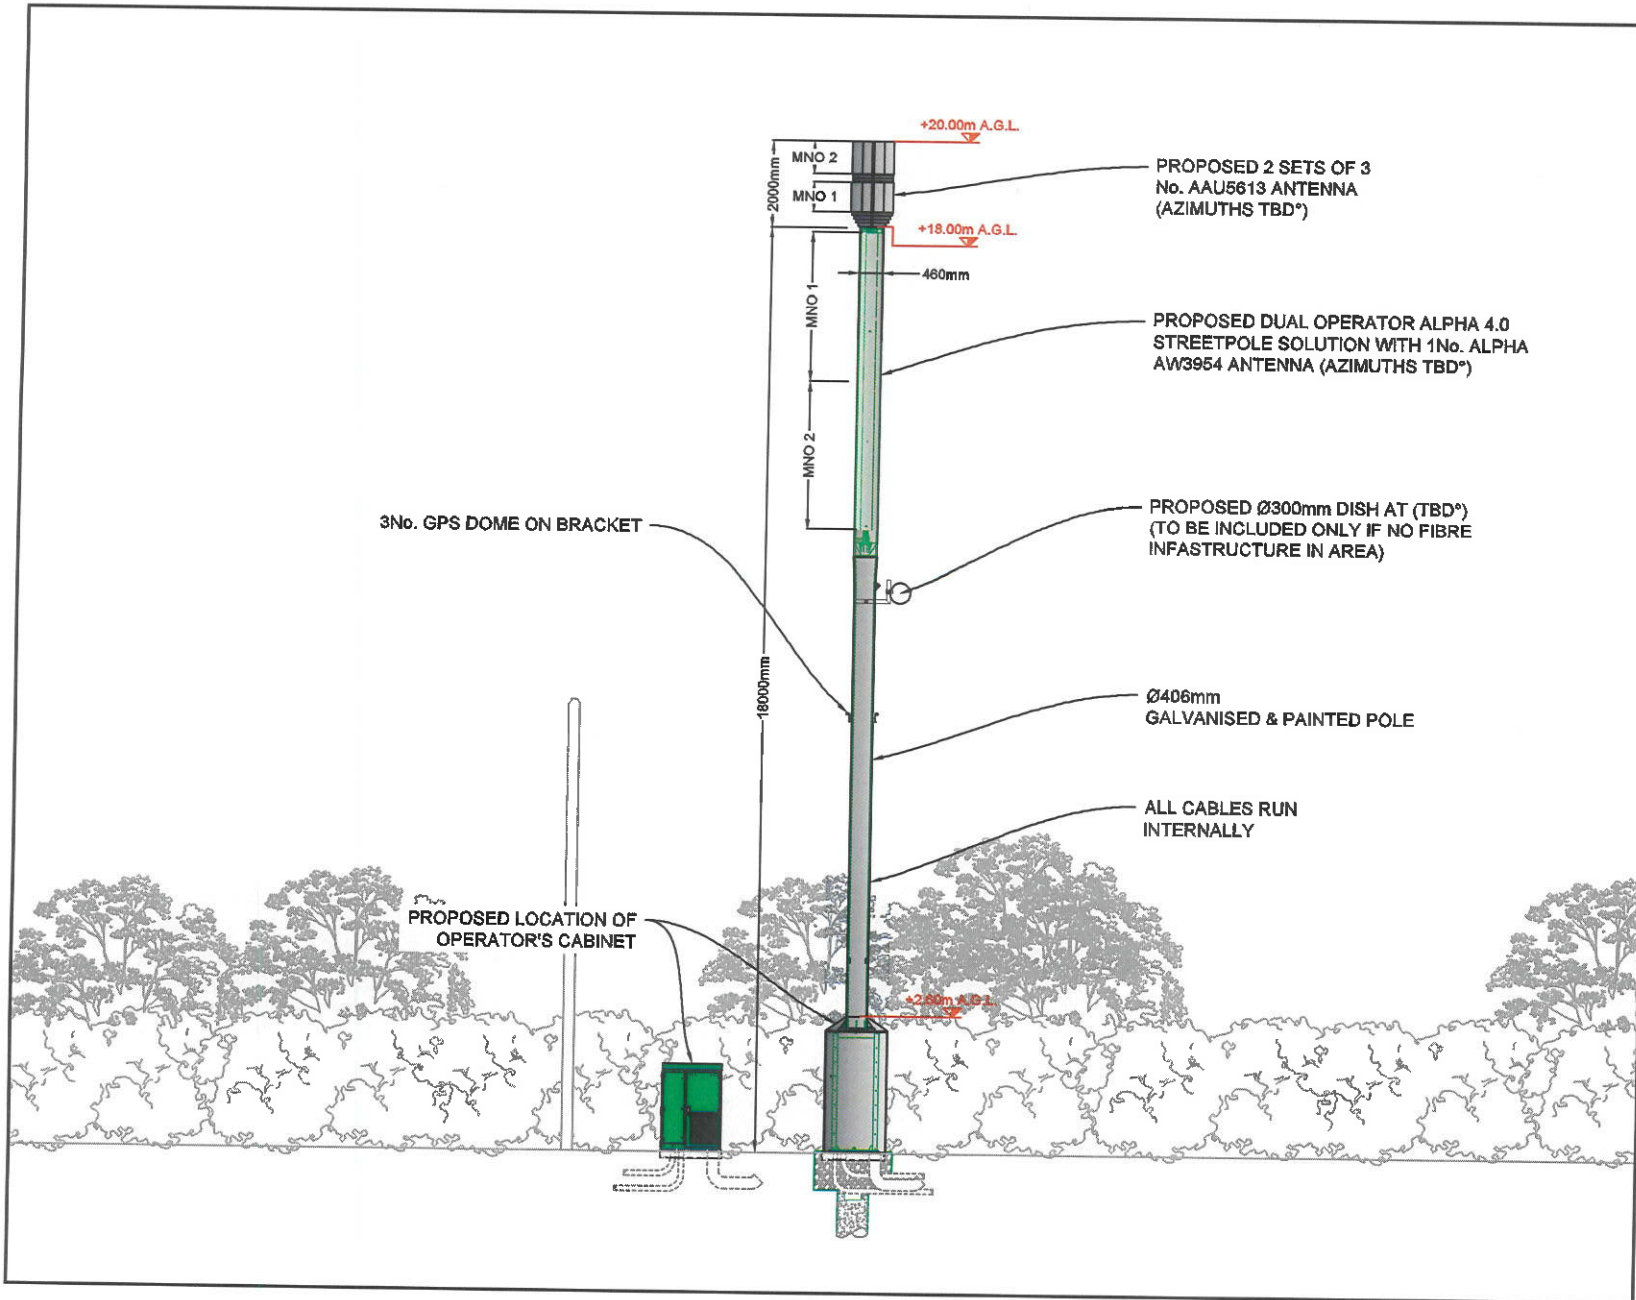 +20.00m A.G.L.
MNO 2
MNO 1
2000mm
PROPOSED 2 SETS OF 3
No. AAU5613 ANTENNA
(AZIMUTHS TBD°)
+18.00m A.G.L.
460mm
MNO 1
MNO 2
PROPOSED DUAL OPERATOR ALPHA 4.0
STREETPOLE SOLUTION WITH 1No. ALPHA
AW3954 ANTENNA (AZIMUTHS TBD°)
3No. GPS DOME ON BRACKET
PROPOSED Ø300mm DISH AT (TBD°)
(TO BE INCLUDED ONLY IF NO FIBRE
INFASTRUCTURE IN AREA)
18000mm
Ø406mm
GALVANISED & PAINTED POLE
ALL CABLES RUN
INTERNALLY
PROPOSED LOCATION OF
OPERATOR'S CABINET
+2.60m A.G.L.